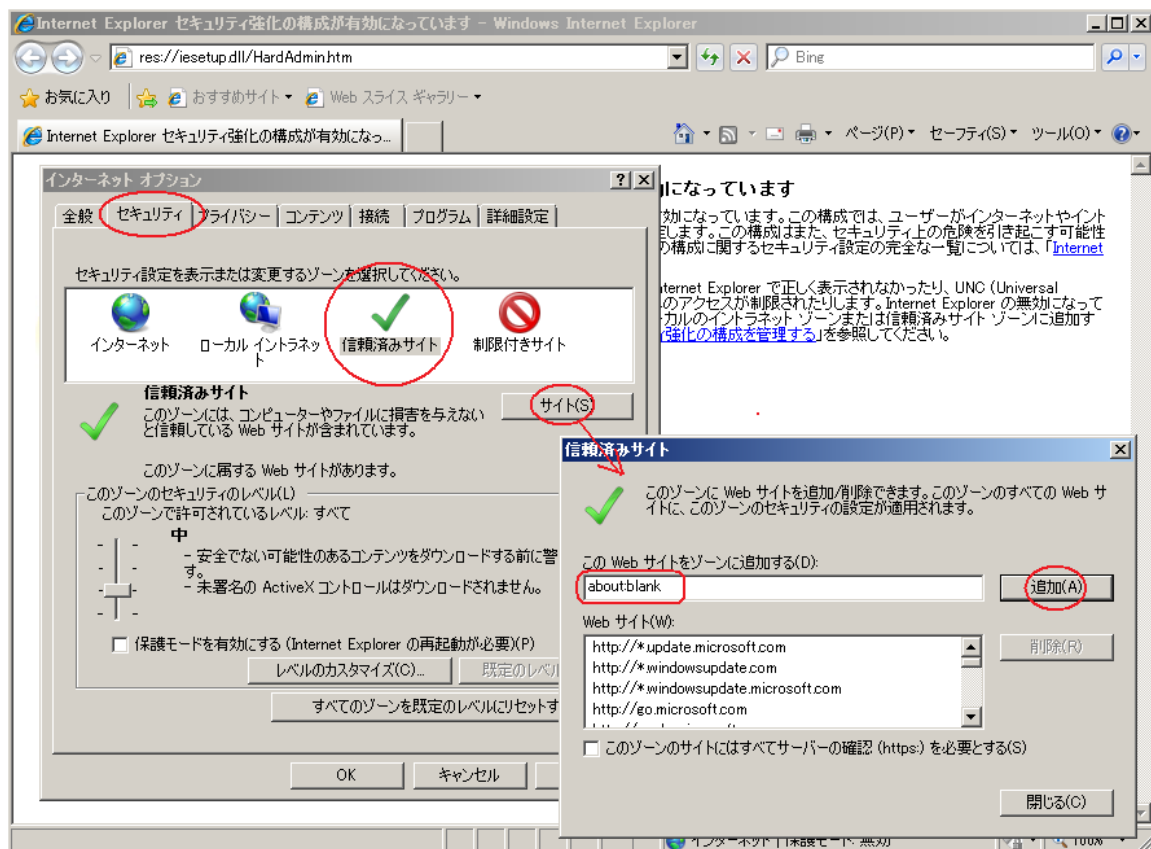 Internet Explorer セキュリティ強化の構成が有効になっています - Windows Internet Explorer
res://iesetup.dll/HardAdmin.htm
Bing
お気に入り
おすすめサイト
Web スライス ギャラリー
Internet Explorer セキュリティ強化の構成が有効になっ...
ページ(P)
セーフティ(S)
ツール(O)
インターネット オプション
全般
セキュリティ
プライバシー
コンテンツ
接続
プログラム
詳細設定
セキュリティ設定を表示または変更するゾーンを選択してください。
インターネット
ローカル イントラネッ
ト
信頼済みサイト
制限付きサイト
信頼済みサイト
このゾーンには、コンピューターやファイルに損害を与えない
と信頼している Web サイトが含まれています。
サイト(S)
このゾーンに属する Web サイトがあります。
このゾーンのセキュリティのレベル(L)
このゾーンで許可されているレベル: すべて
中
- 安全でない可能性のあるコンテンツをダウンロードする前に警
す。
- 未署名の ActiveX コントロールはダウンロードされません。
保護モードを有効にする (Internet Explorer の再起動が必要)(P)
レベルのカスタマイズ(C)...
既定のレベル
すべてのゾーンを既定のレベルにリセットす
OK
キャンセル
になっています
効になっています。この構成では、ユーザーがインターネットやイント
します。この構成はまた、セキュリティ上の危険を引き起こす可能性
の構成に関するセキュリティ設定の完全な一覧については、「Internet
ternet Explorer で正しく表示されなかったり、UNC (Universal
のアクセスが制限されたりします。Internet Explorer の無効になって
カルのイントラネット ゾーンまたは信頼済みサイト ゾーンに追加す
強化の構成を管理する」を参照してください。
信頼済みサイト
このゾーンに Web サイトを追加/削除できます。このゾーンのすべての Web サ
イトに、このゾーンのセキュリティの設定が適用されます。
この Web サイトをゾーンに追加する(D):
about:blank
追加(A)
Web サイト(W):
http://*.update.microsoft.com
http://*.windowsupdate.com
http://*.windowsupdate.microsoft.com
http://go.microsoft.com
削除(R)
このゾーンのサイトにはすべてサーバーの確認 (https:) を必要とする(S)
閉じる(C)
インターネット | 保護モード: 無効
100%